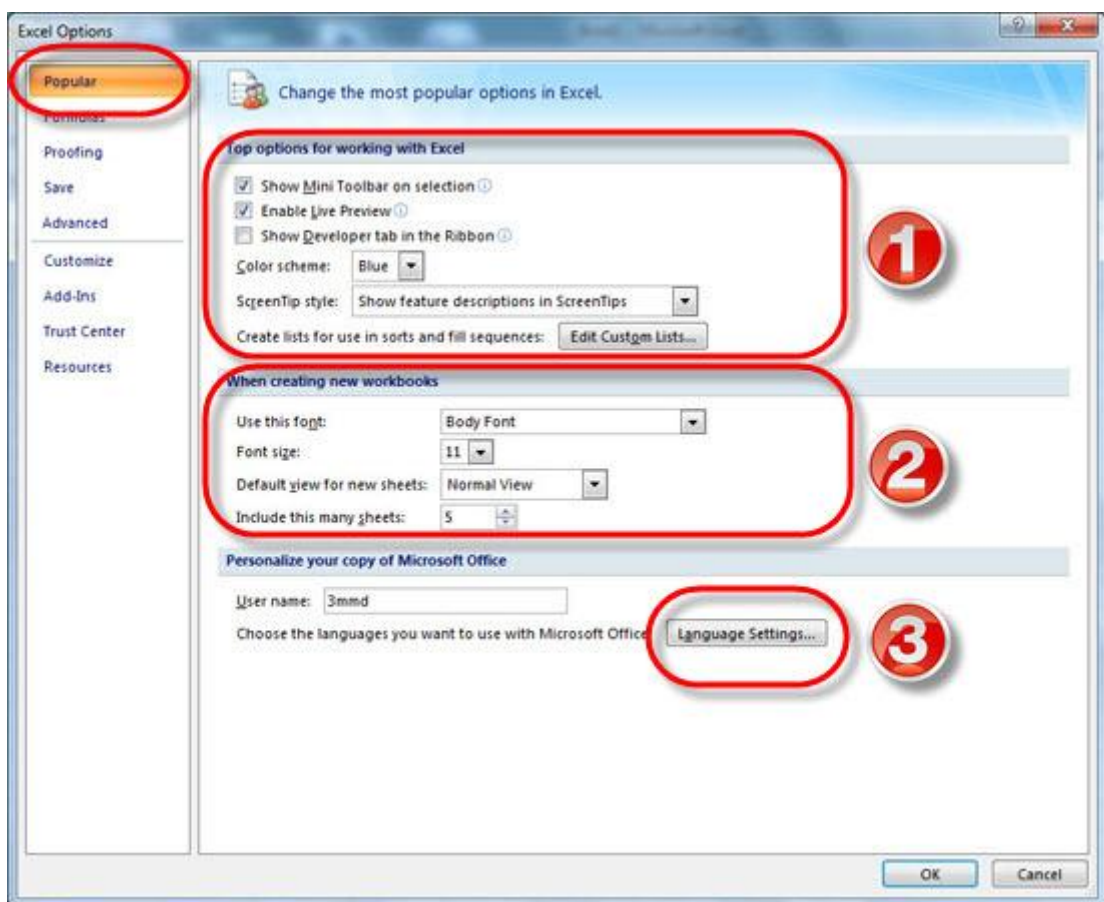 Excel Options
Popular
Formulas
Proofing
Save
Advanced
Customize
Add-Ins
Trust Center
Resources
Change the most popular options in Excel.
Top options for working with Excel
Show Mini Toolbar on selection
Enable Live Preview
Show Developer tab in the Ribbon
Color scheme: Blue
ScreenTip style: Show feature descriptions in ScreenTips
Create lists for use in sorts and fill sequences: Edit Custom Lists...
1
When creating new workbooks
Use this font: Body Font
Font size: 11
Default view for new sheets: Normal View
Include this many sheets: 5
2
Personalize your copy of Microsoft Office
User name: 3mmd
Choose the languages you want to use with Microsoft Office Language Settings...
3
OK Cancel